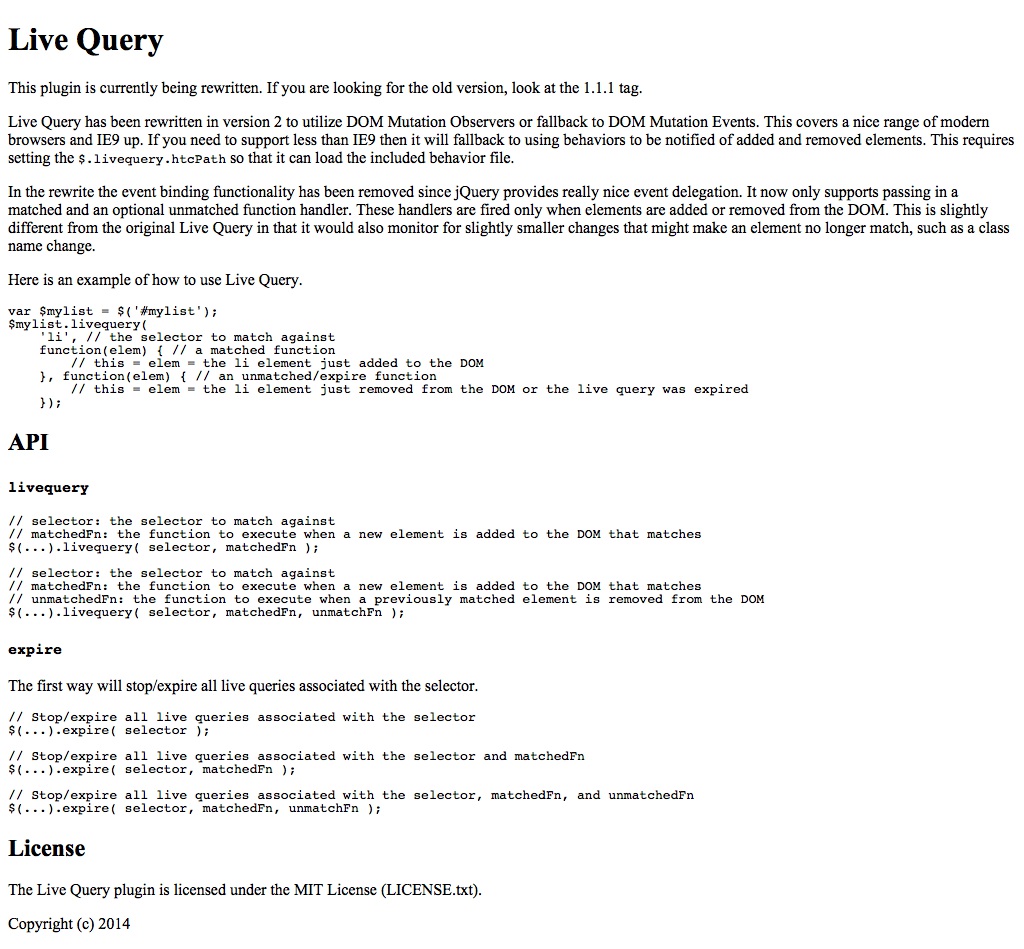 Live Query
This plugin is currently being rewritten. If you are looking for the old version, look at the 1.1.1 tag.
Live Query has been rewritten in version 2 to utilize DOM Mutation Observers or fallback to DOM Mutation Events. This covers a nice range of modern
browsers and IE9 up. If you need to support less than IE9 then it will fallback to using behaviors to be notified of added and removed elements. This requires
setting the $.livequery.htcPath so that it can load the included behavior file.
In the rewrite the event binding functionality has been removed since jQuery provides really nice event delegation. It now only supports passing in a
matched and an optional unmatched function handler. These handlers are fired only when elements are added or removed from the DOM. This is slightly
different from the original Live Query in that it would also monitor for slightly smaller changes that might make an element no longer match, such as a class
name change.
Here is an example of how to use Live Query.
var $mylist = $('#mylist');
$mylist.livequery(
    'li', // the selector to match against
    function(elem) { // a matched function
        // this = elem = the li element just added to the DOM
    }, function(elem) { // an unmatched/expire function
        // this = elem = the li element just removed from the DOM or the live query was expired
    });
API
livequery
// selector: the selector to match against
// matchedFn: the function to execute when a new element is added to the DOM that matches
$(...).livequery( selector, matchedFn );
// selector: the selector to match against
// matchedFn: the function to execute when a new element is added to the DOM that matches
// unmatchedFn: the function to execute when a previously matched element is removed from the DOM
$(...).livequery( selector, matchedFn, unmatchFn );
expire
The first way will stop/expire all live queries associated with the selector.
// Stop/expire all live queries associated with the selector
$(...).expire( selector );
// Stop/expire all live queries associated with the selector and matchedFn
$(...).expire( selector, matchedFn );
// Stop/expire all live queries associated with the selector, matchedFn, and unmatchedFn
$(...).expire( selector, matchedFn, unmatchFn );
License
The Live Query plugin is licensed under the MIT License (LICENSE.txt).
Copyright (c) 2014